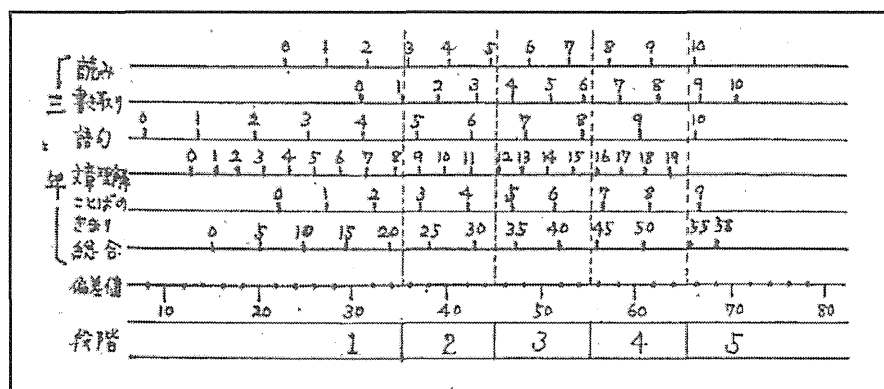 0 1 2 3 4 5 6 7 8 9 10
読み
0 1 2 3 4 5 6 7 8 9 10
書き取り
0 1 2 3 4 5 6 7 8 9 10
語句
0 1 2 3 4 5 6 7 8 9 10 11 12 13 14 15 16 17 18 19
文章理解
0 1 2 3 4 5 6 7 8 9
ことばの
きまり
0 5 10 15 20 25 30 35 40 45 50 55 58
総合
三年
偏差値
10 20 30 40 50 60 70 80
段階 1 2 3 4 5